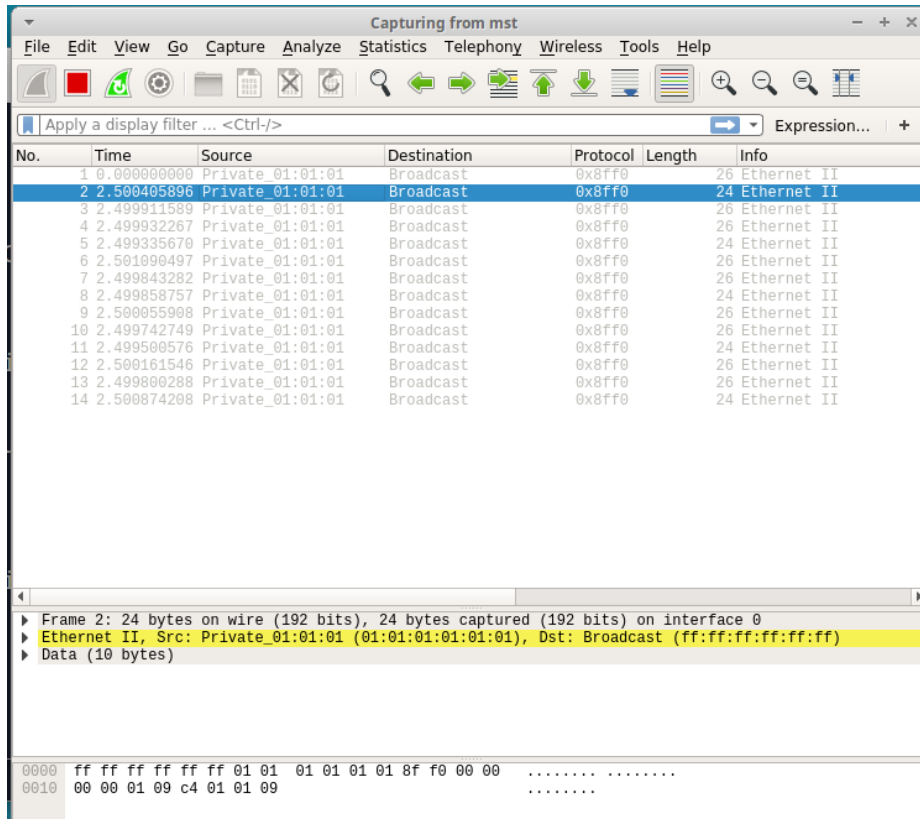 Capturing from mst
File Edit View Go Capture Analyze Statistics Telephony Wireless Tools Help
Apply a display filter ... <Ctrl-/> Expression... +
No. Time Source Destination Protocol Length Info
1 0.000000000 Private_01:01:01 Broadcast 0x8ff0 26 Ethernet II
2 2.500405896 Private_01:01:01 Broadcast 0x8ff0 24 Ethernet II
3 2.499911589 Private_01:01:01 Broadcast 0x8ff0 26 Ethernet II
4 2.499932267 Private_01:01:01 Broadcast 0x8ff0 26 Ethernet II
5 2.499335670 Private_01:01:01 Broadcast 0x8ff0 24 Ethernet II
6 2.501090497 Private_01:01:01 Broadcast 0x8ff0 26 Ethernet II
7 2.499843282 Private_01:01:01 Broadcast 0x8ff0 26 Ethernet II
8 2.499858757 Private_01:01:01 Broadcast 0x8ff0 24 Ethernet II
9 2.500055908 Private_01:01:01 Broadcast 0x8ff0 26 Ethernet II
10 2.499742749 Private_01:01:01 Broadcast 0x8ff0 26 Ethernet II
11 2.499500576 Private_01:01:01 Broadcast 0x8ff0 24 Ethernet II
12 2.500161546 Private_01:01:01 Broadcast 0x8ff0 26 Ethernet II
13 2.499800288 Private_01:01:01 Broadcast 0x8ff0 26 Ethernet II
14 2.500874208 Private_01:01:01 Broadcast 0x8ff0 24 Ethernet II
Frame 2: 24 bytes on wire (192 bits), 24 bytes captured (192 bits) on interface 0
Ethernet II, Src: Private_01:01:01 (01:01:01:01:01:01), Dst: Broadcast (ff:ff:ff:ff:ff:ff)
Data (10 bytes)
0000 ff ff ff ff ff ff 01 01 01 01 01 01 8f f0 00 00 ........ ........
0010 00 00 01 09 c4 01 01 09 ........